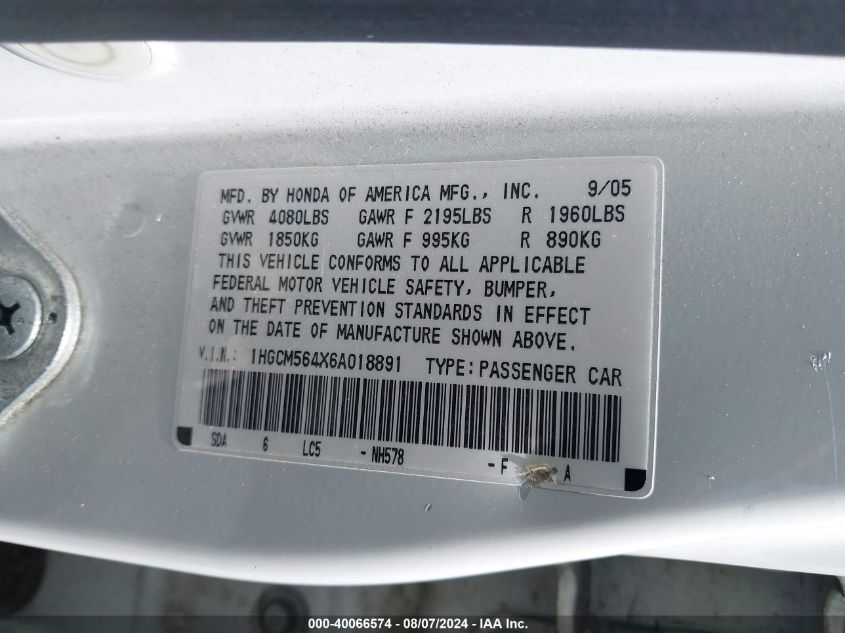 MFD. BY HONDA OF AMERICA MFG., INC. 9/05
GVWR 4080LBS GAWR F 2195LBS R 1960LBS
GVWR 1850KG GAWR F 995KG R 890KG
THIS VEHICLE CONFORMS TO ALL APPLICABLE
FEDERAL MOTOR VEHICLE SAFETY, BUMPER,
AND THEFT PREVENTION STANDARDS IN EFFECT
ON THE DATE OF MANUFACTURE SHOWN ABOVE.
V.I.N.: 1HGCM564X6A018891 TYPE:PASSENGER CAR
SDA 6 LC5 -NH578 -F A
000-40066574 - 08/07/2024 - IAA Inc.